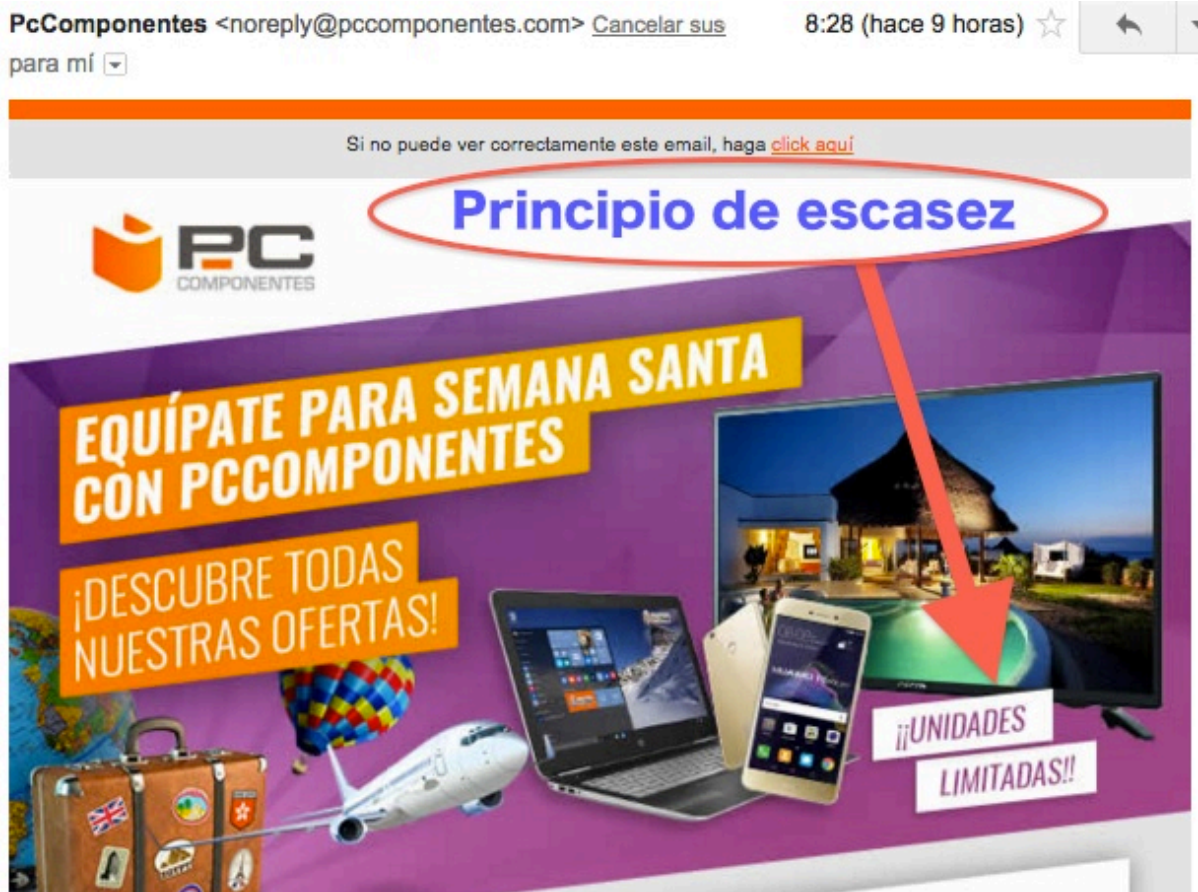 PcComponentes <noreply@pccomponentes.com> Cancelar sus
8:28 (hace 9 horas)
para mí
Si no puede ver correctamente este email, haga click aquí
Principio de escasez
PC
COMPONENTES
EQUÍPATE PARA SEMANA SANTA
CON PCCOMPONENTES
¡DESCUBRE TODAS
NUESTRAS OFERTAS!
¡¡UNIDADES
LIMITADAS!!